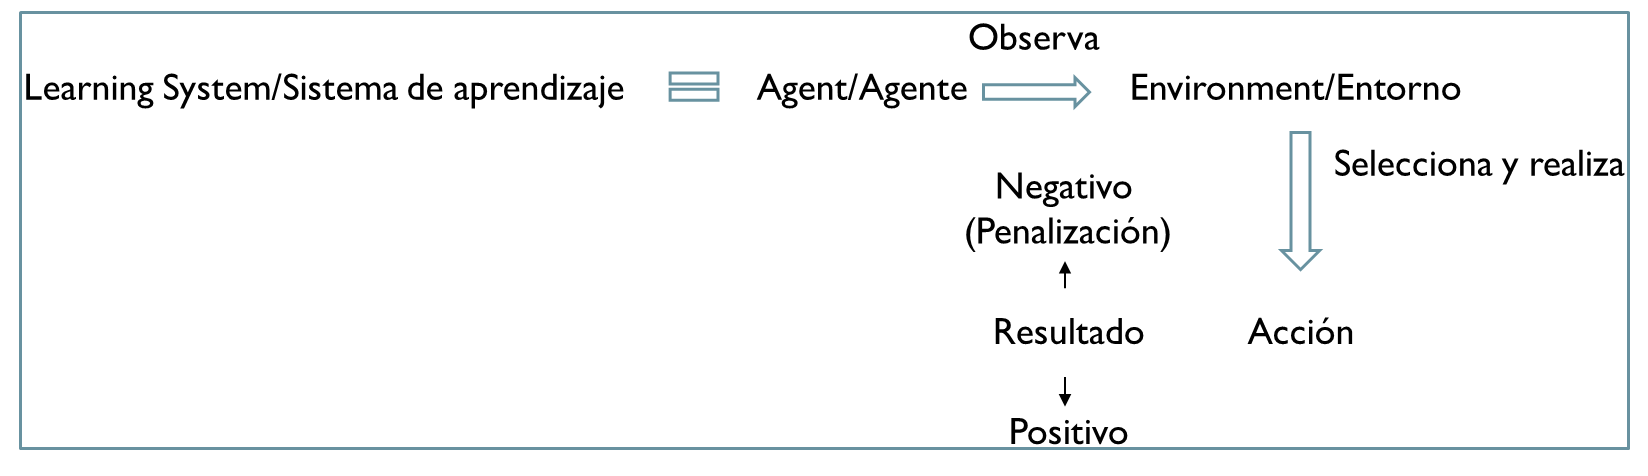 Observa
Learning System/Sistema de aprendizaje
Agent/Agente
Environment/Entorno
Selecciona y realiza
Negativo
(Penalización)
Resultado
Acción
Positivo